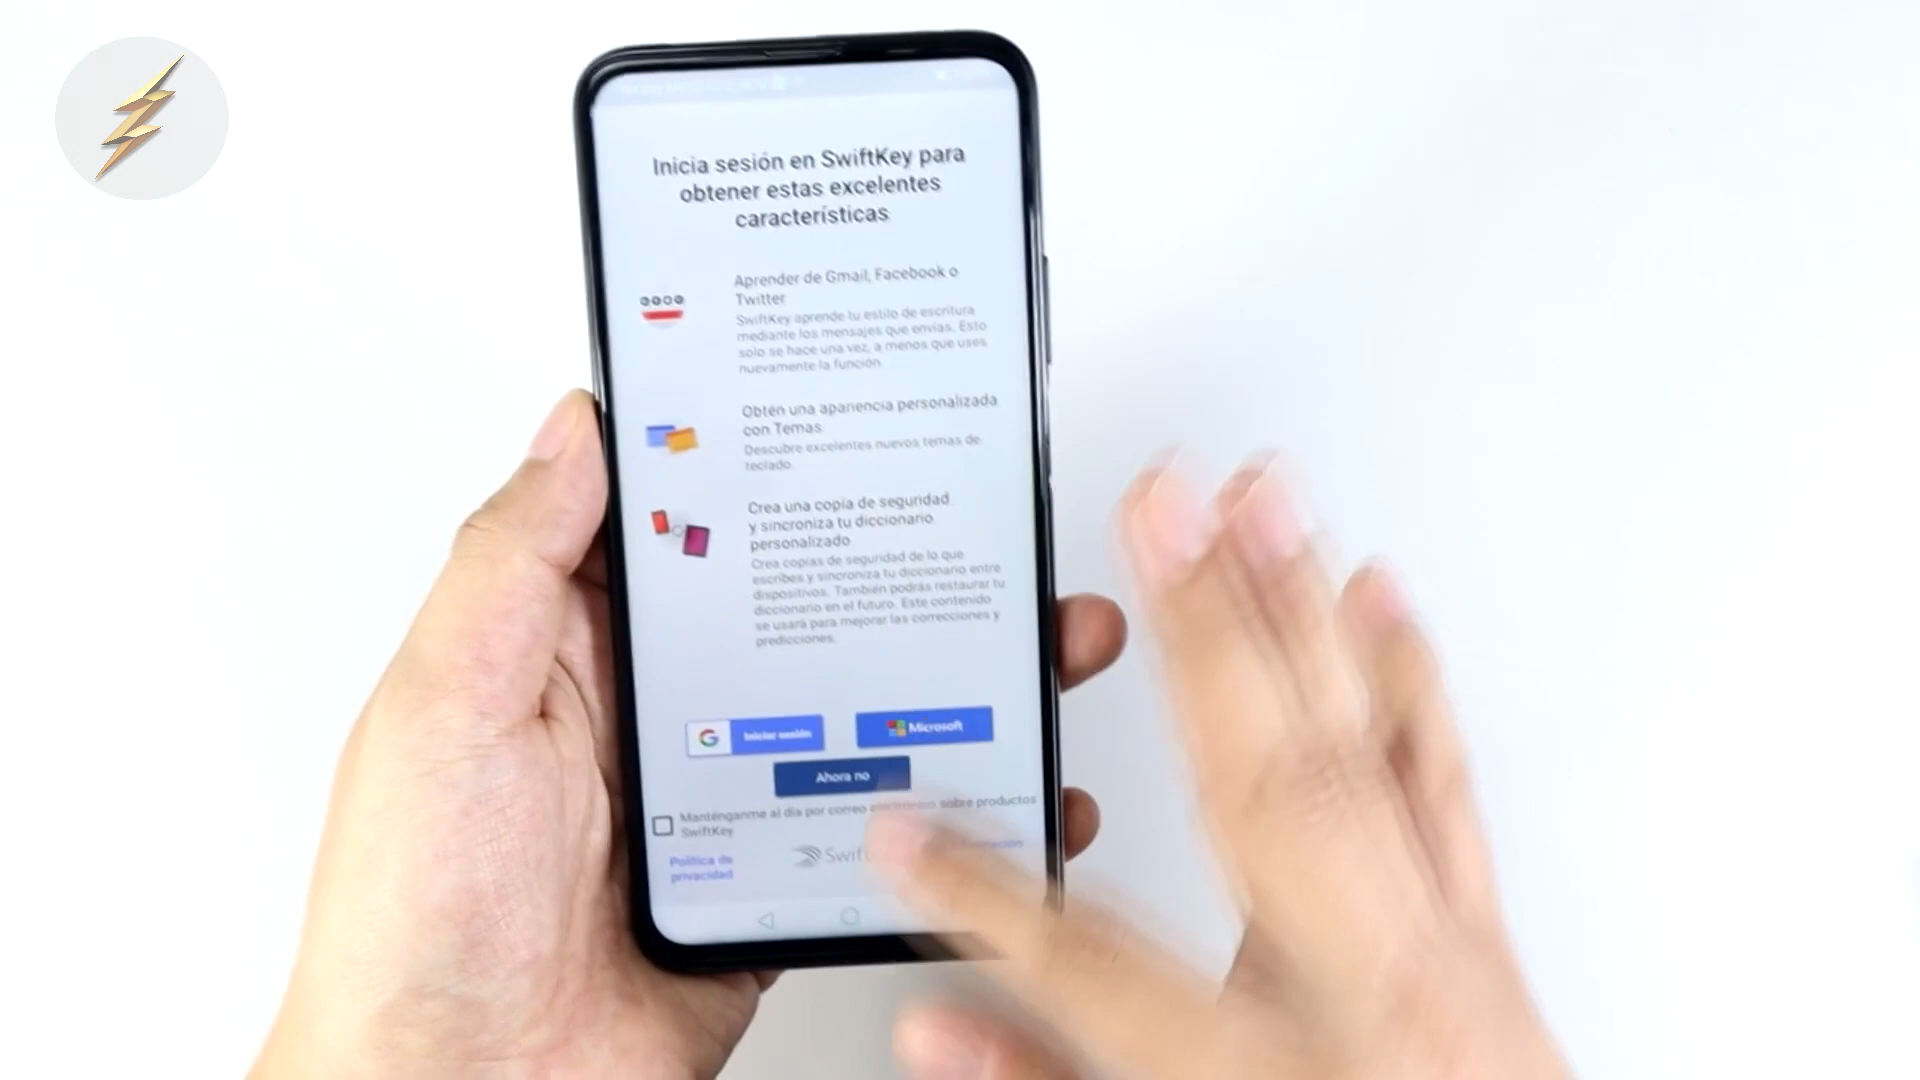 Inicia sesión en SwiftKey para
obtener estas excelentes
características
Aprender de Gmail, Facebook o
Twitter
SwiftKey aprende tu estilo de escritura
mediante los mensajes que envías. Esto
solo se hace una vez, a menos que uses
nuevamente la función.
Obtén una apariencia personalizada
con Temas
Descubre excelentes nuevos temas de
teclado.
Crea una copia de seguridad
y sincroniza tu diccionario
personalizado
Crea copias de seguridad de lo que
escribes y sincroniza tu diccionario entre
dispositivos. También podrás restaurar tu
diccionario en el futuro. Este contenido
se usará para mejorar las correcciones y
predicciones.
G Iniciar sesión
Microsoft
Ahora no
Manténganme al día por correo electrónico sobre productos
SwiftKey
Política de
privacidad
Swift